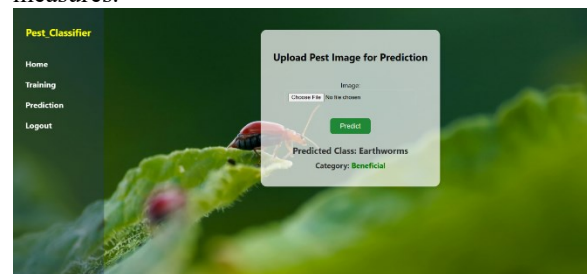 measures.
Pest_Classifier
Home
Training
Prediction
Logout
Upload Pest Image for Prediction
Image:
Choose File No file chosen
Predict
Predicted Class: Earthworms
Category: Beneficial